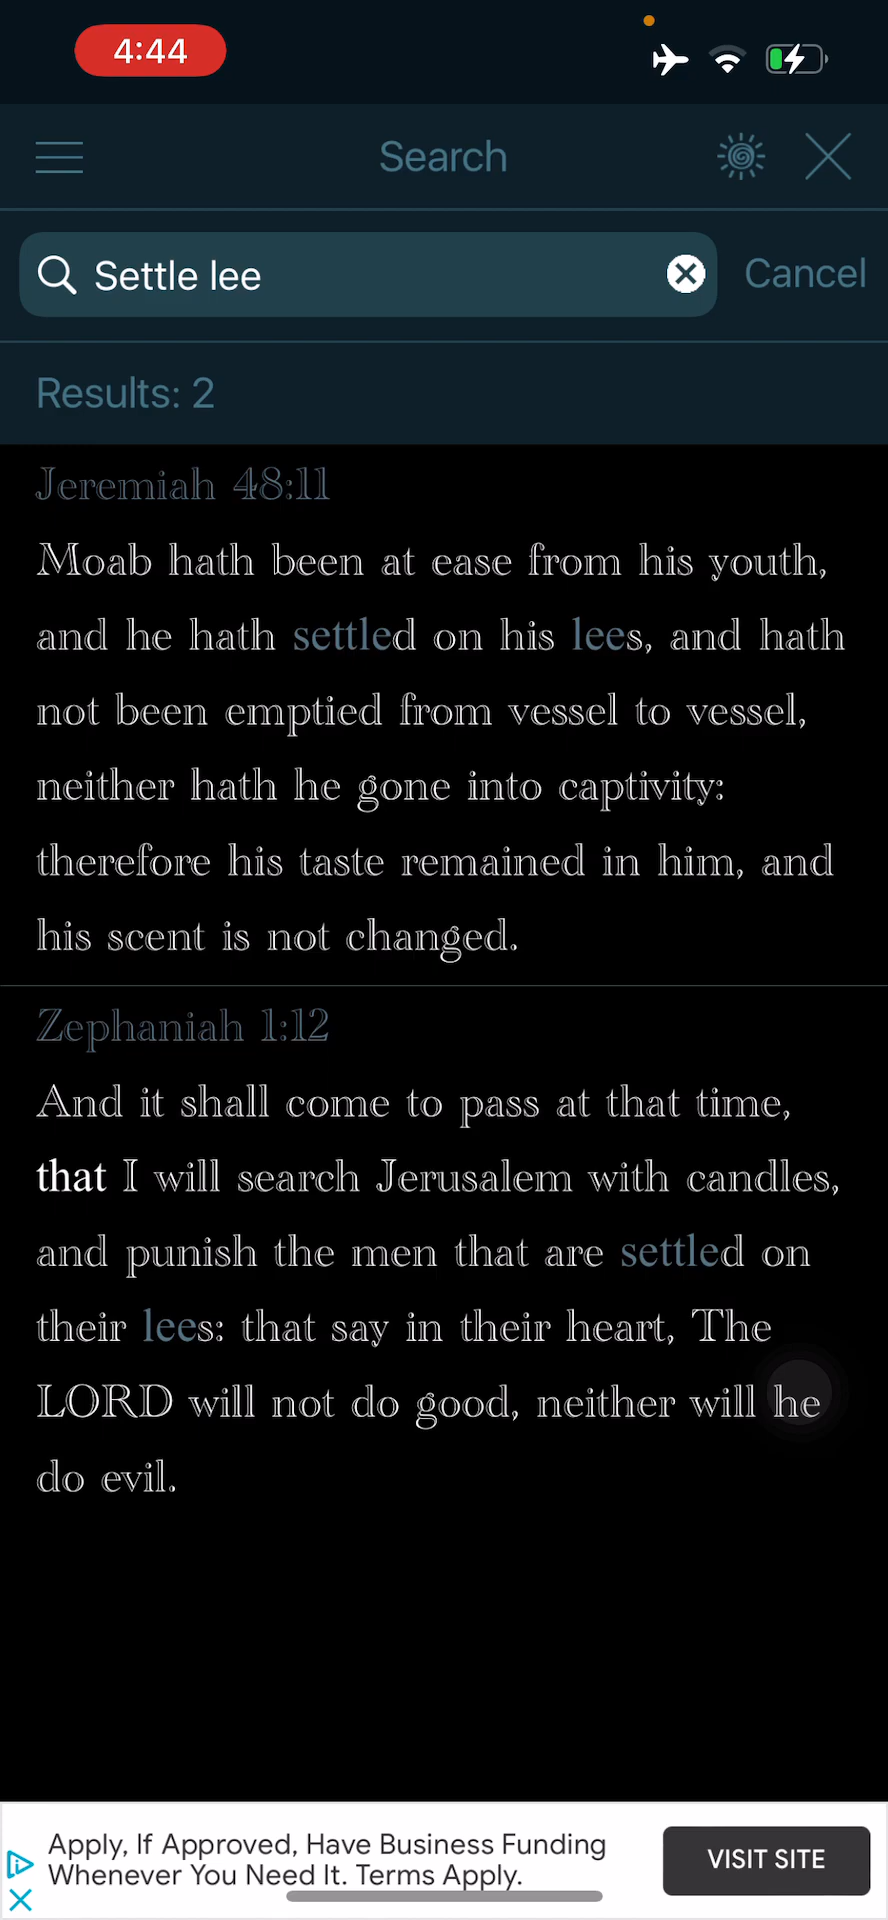 4:44
Search
Settle lee
Cancel
Results: 2
Jeremiah 48:11
Moab hath been at ease from his youth,
and he hath settled on his lees, and hath
not been emptied from vessel to vessel,
neither hath he gone into captivity:
therefore his taste remained in him, and
his scent is not changed.
Zephaniah 1:12
And it shall come to pass at that time,
that I will search Jerusalem with candles,
and punish the men that are settled on
their lees: that say in their heart, The
LORD will not do good, neither will he
do evil.
Apply, If Approved, Have Business Funding
Whenever You Need It. Terms Apply.
VISIT SITE